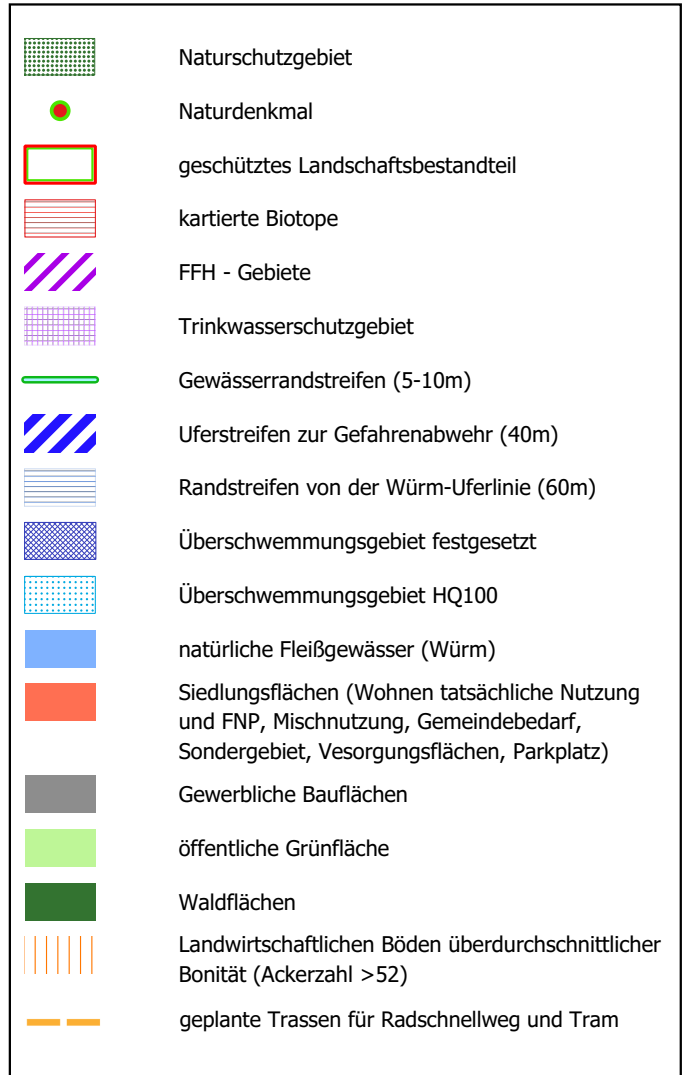 Naturschutzgebiet
Naturdenkmal
geschütztes Landschaftsbestandteil
kartierte Biotope
FFH - Gebiete
Trinkwasserschutzgebiet
Gewässerrandstreifen (5-10m)
Uferstreifen zur Gefahrenabwehr (40m)
Randstreifen von der Würm-Uferlinie (60m)
Überschwemmungsgebiet festgesetzt
Überschwemmungsgebiet HQ100
natürliche Fleißgewässer (Würm)
Siedlungsflächen (Wohnen tatsächliche Nutzung
und FNP, Mischnutzung, Gemeindebedarf,
Sondergebiet, Vesorgungsflächen, Parkplatz)
Gewerbliche Bauflächen
öffentliche Grünfläche
Waldflächen
Landwirtschaftlichen Böden überdurchschnittlicher
Bonität (Ackerzahl >52)
geplante Trassen für Radschnellweg und Tram